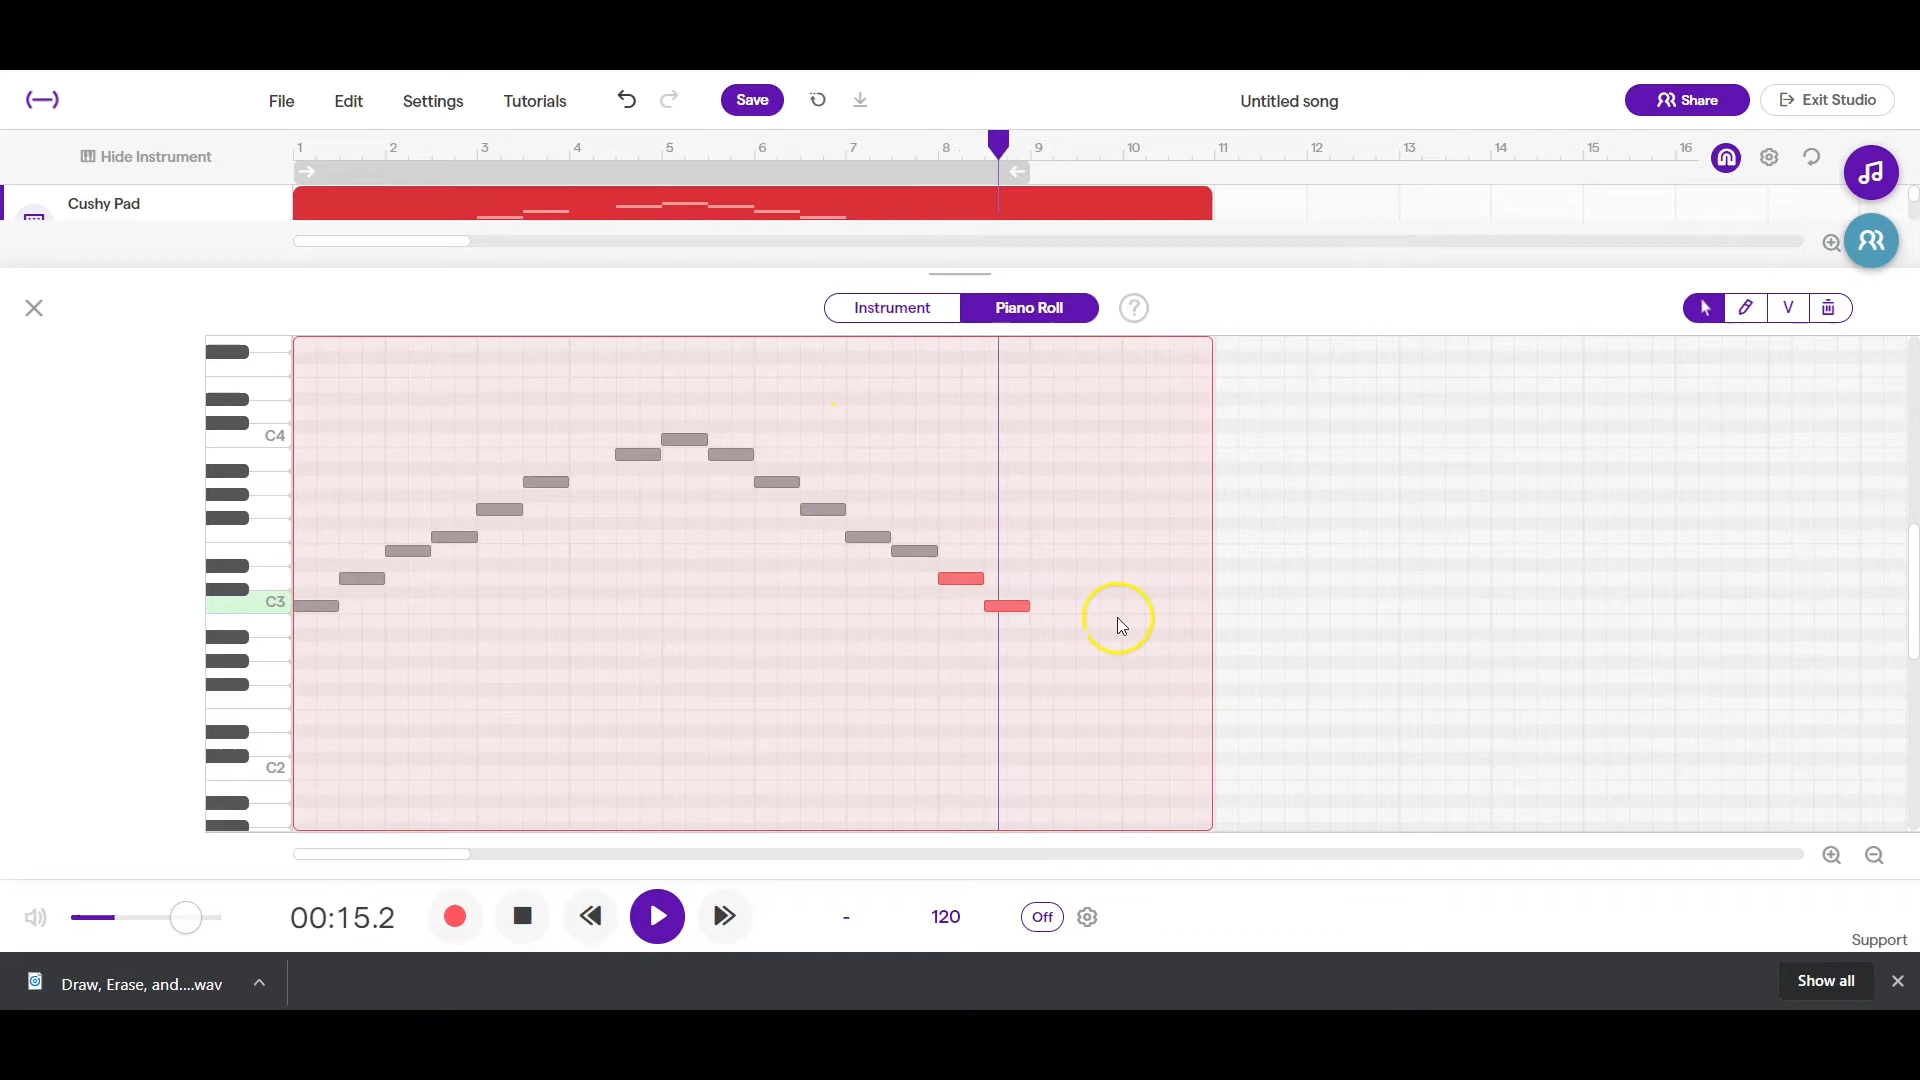 File Edit Settings Tutorials Save Untitled song Share Exit Studio
Hide Instrument 1 2 3 4 5 6 7 8 9 10 11 12 13 14 15 16
Cushy Pad
Instrument Piano Roll ? V
C4
C3
C2
00:15.2 - 120 Off
Support
Draw, Erase, and....wav Show all